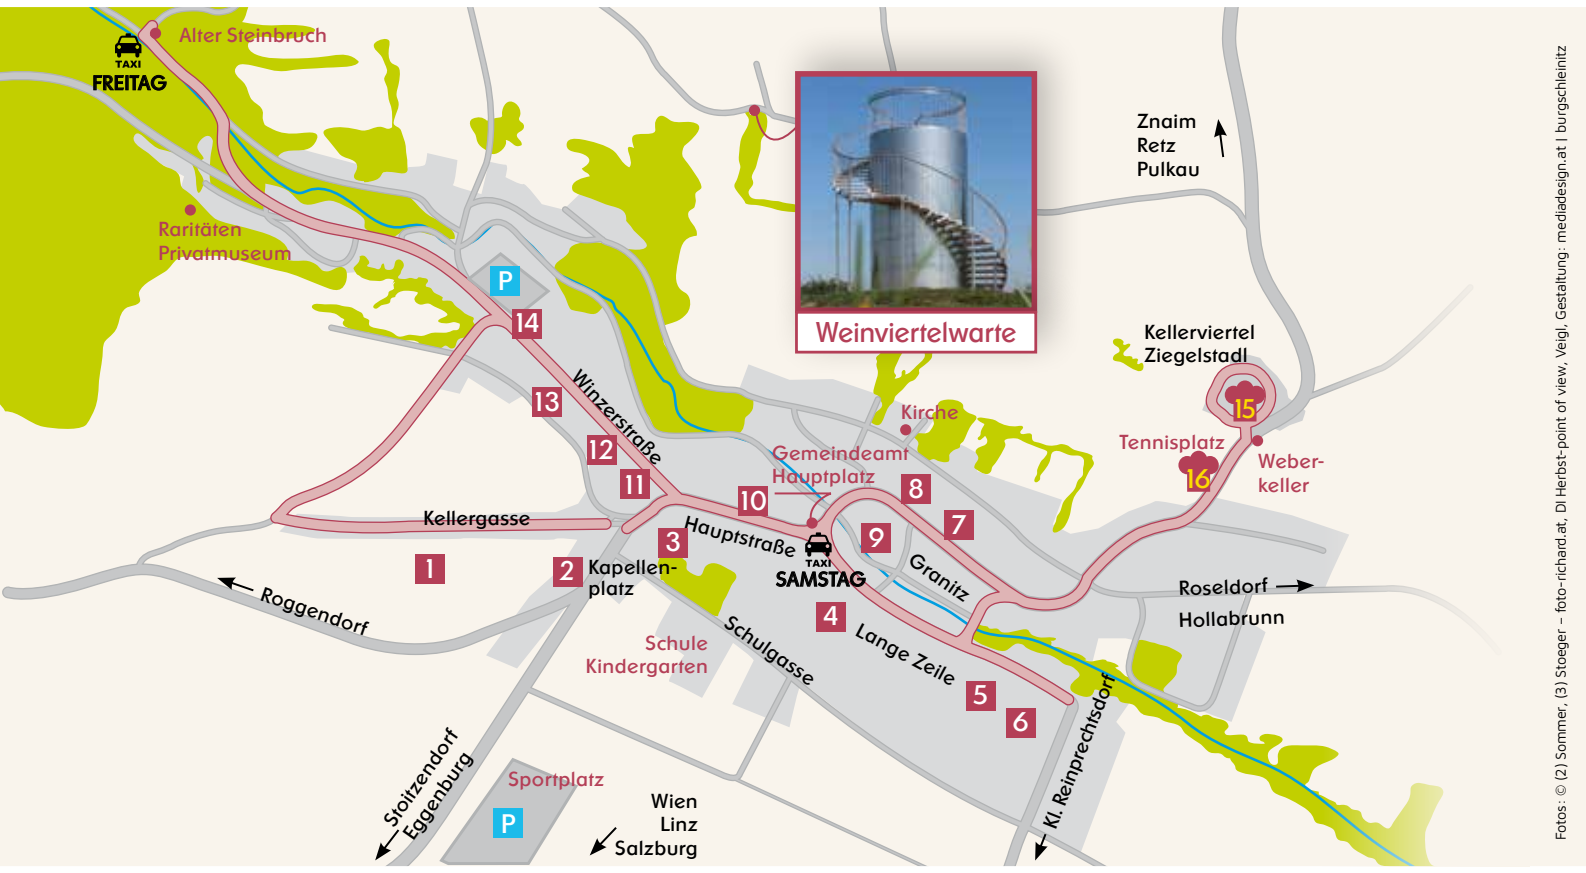 Alter Steinbruch
TAXI
FREITAG
Raritäten
Privatmuseum
P
14
13
Winzerstraße
12
11
10
Kellergasse
1
2
3
Kapellen-
platz
Roggendorf
Hauptstraße
Gemeindeamt
Hauptplatz
TAXI
SAMSTAG
Kirche
8
7
9
Granitz
4
Lange Zeile
5
6
Schulgasse
Schule
Kindergarten
Sportplatz
P
Stoitzendorf
Eggenburg
Wien
Linz
Salzburg
Kl. Reinprechtsdorf
Weinviertelwarte
Znaim
Retz
Pulkau
Kellerviertel
Ziegelstadl
15
Tennisplatz
16
Weber-
keller
Roseldorf
Hollabrunn
Fotos: © (2) Sommer, (3) Stoeger – foto-richard.at, DI Herbst-point of view, Veigl, Gestaltung: mediadesign.at | burgschleinitz